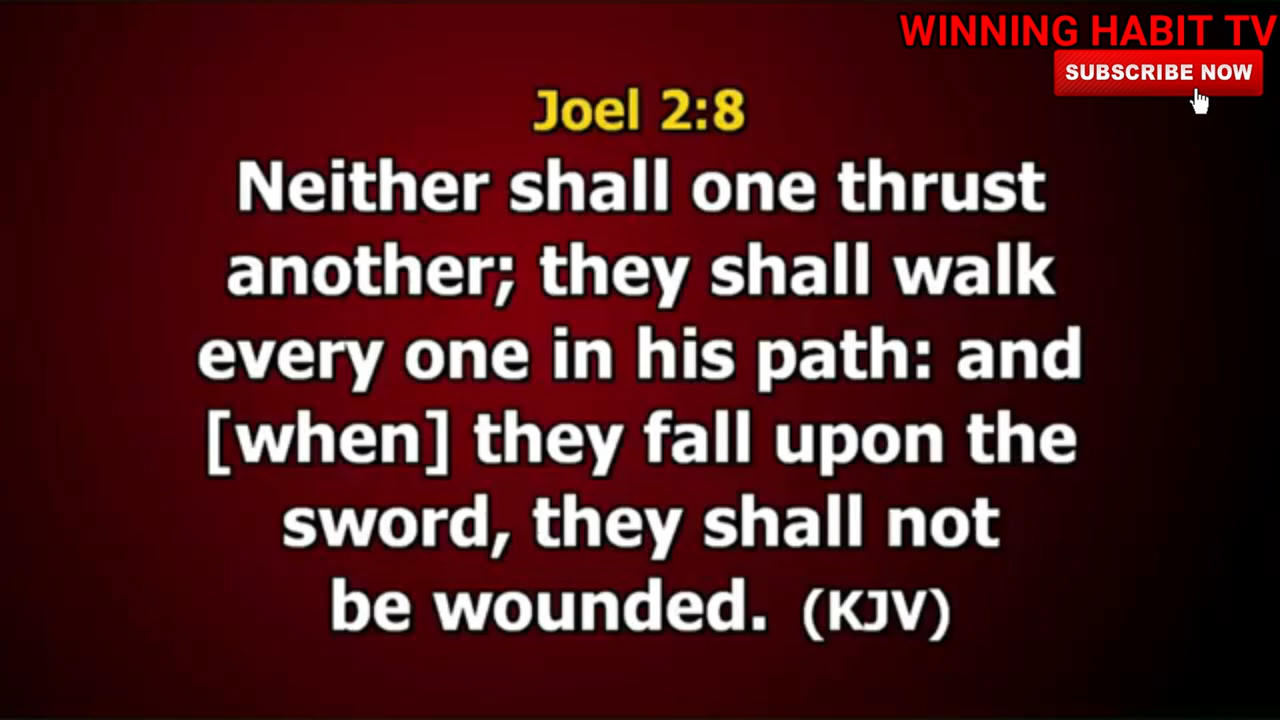 WINNING HABIT TV
SUBSCRIBE NOW
Joel 2:8
Neither shall one thrust
another; they shall walk
every one in his path: and
[when] they fall upon the
sword, they shall not
be wounded. (KJV)